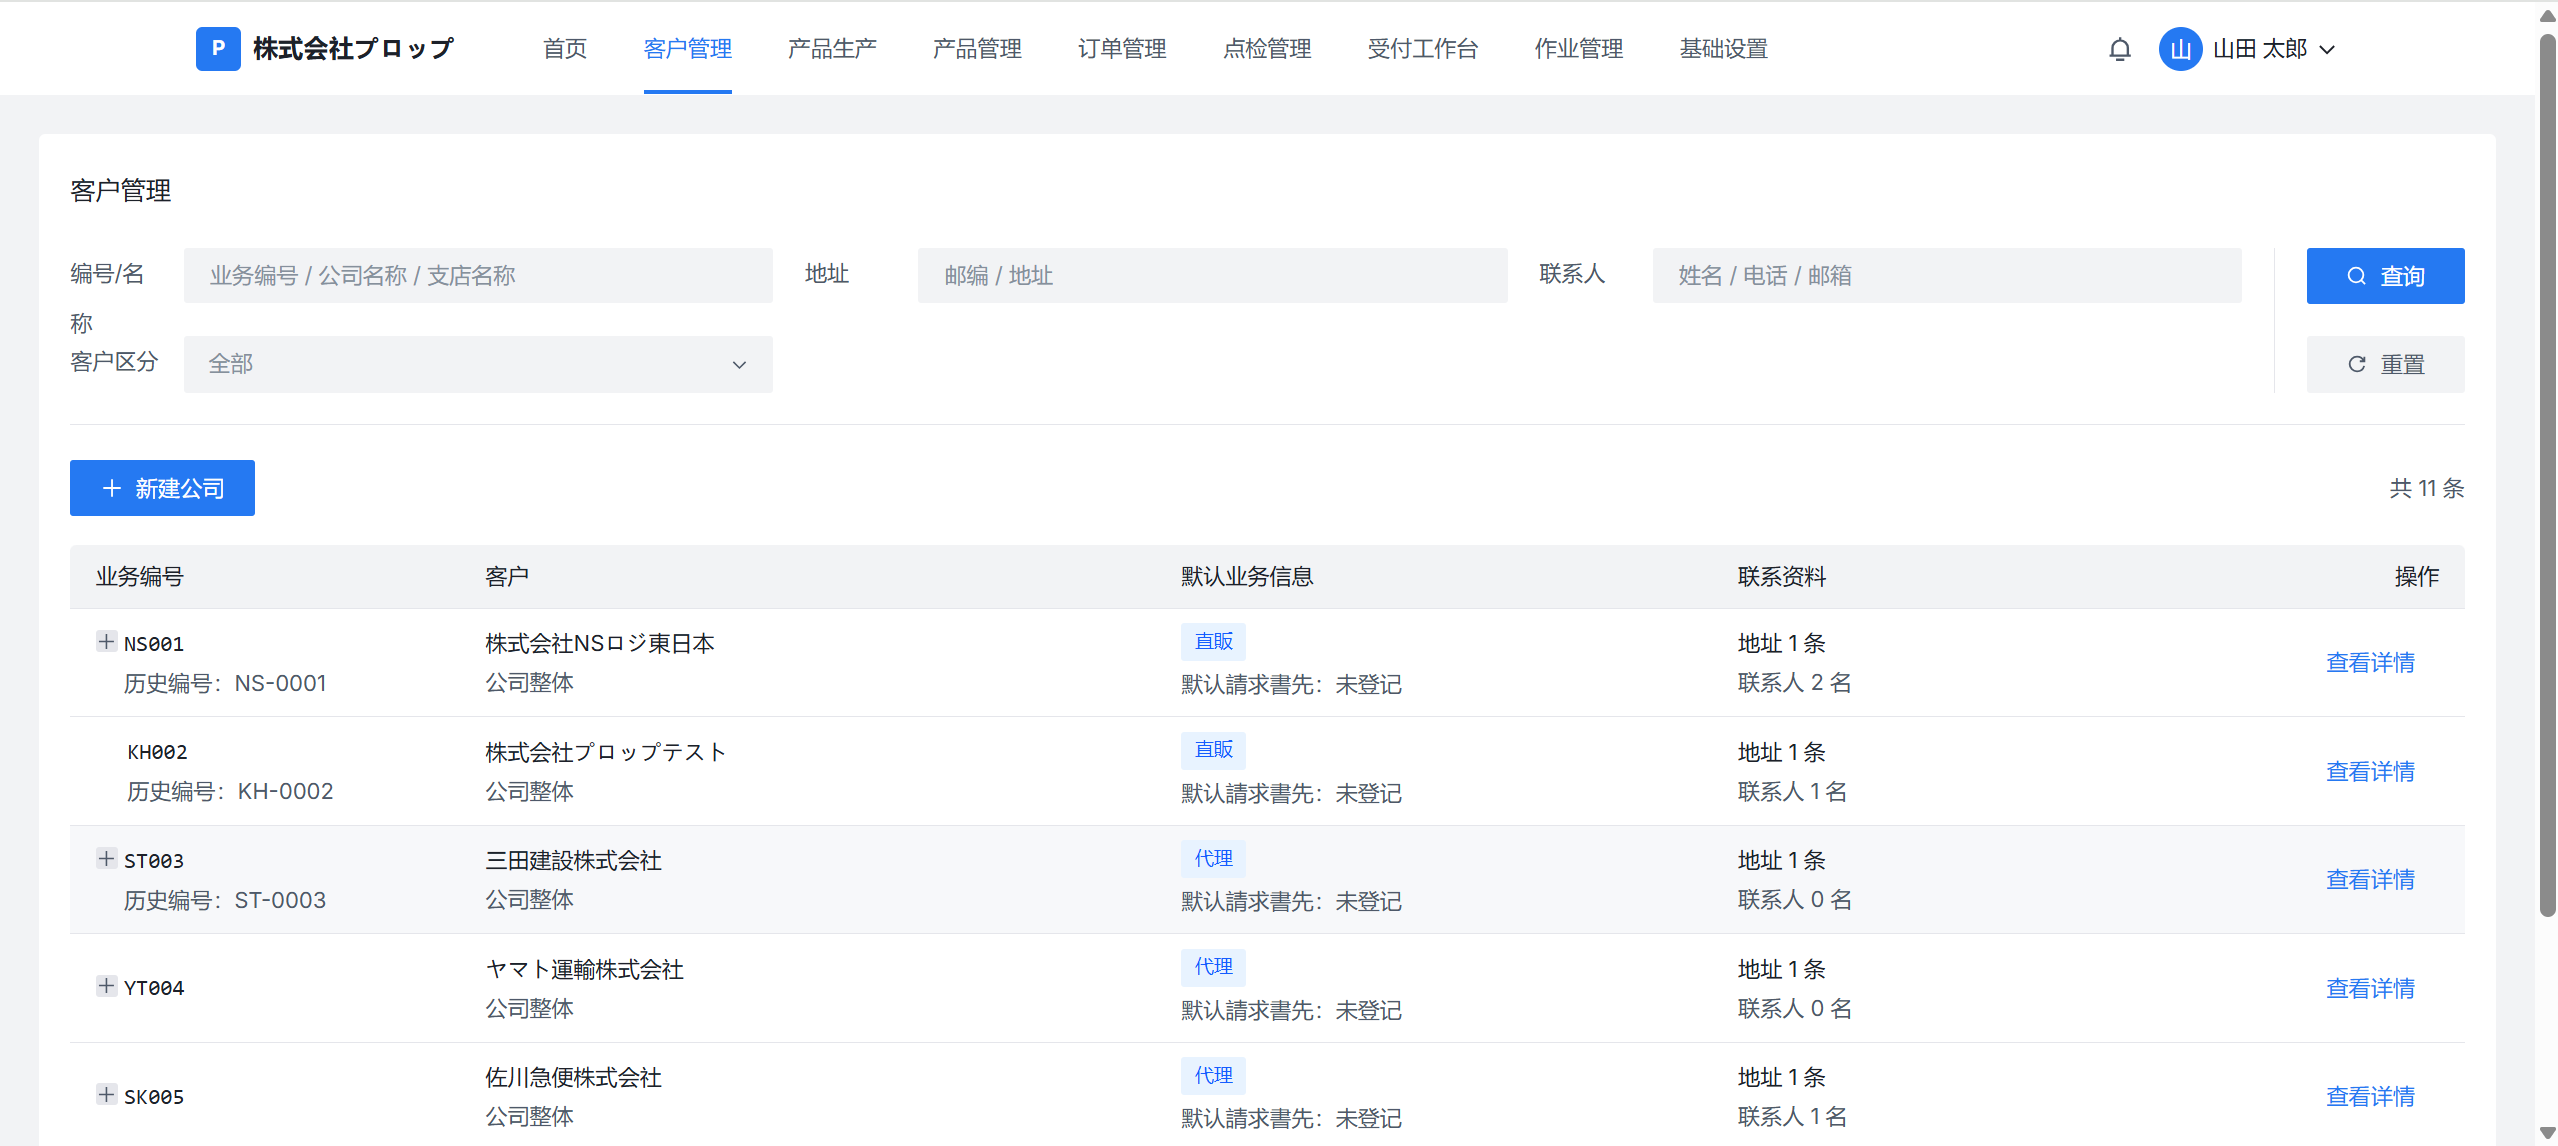 P 株式会社プロップ 首页 客户管理 产品生产 产品管理 订单管理 点检管理 受付工作台 作业管理 基础设置 山 山田 太郎
客户管理
编号/名称 业务编号 / 公司名称 / 支店名称 地址 邮编 / 地址 联系人 姓名 / 电话 / 邮箱 查询
客户区分 全部 重置
新建公司 共 11 条
业务编号 客户 默认业务信息 联系资料 操作
NS001 株式会社NSロジ東日本 直販 地址 1 条 查看详情
历史编号：NS-0001 公司整体 默认請求書先：未登记 联系人 2 名
KH002 株式会社プロップテスト 直販 地址 1 条 查看详情
历史编号：KH-0002 公司整体 默认請求書先：未登记 联系人 1 名
ST003 三田建設株式会社 代理 地址 1 条 查看详情
历史编号：ST-0003 公司整体 默认請求書先：未登记 联系人 0 名
YT004 ヤマト運輸株式会社 代理 地址 1 条 查看详情
公司整体 默认請求書先：未登记 联系人 0 名
SK005 佐川急便株式会社 代理 地址 1 条 查看详情
公司整体 默认請求書先：未登记 联系人 1 名